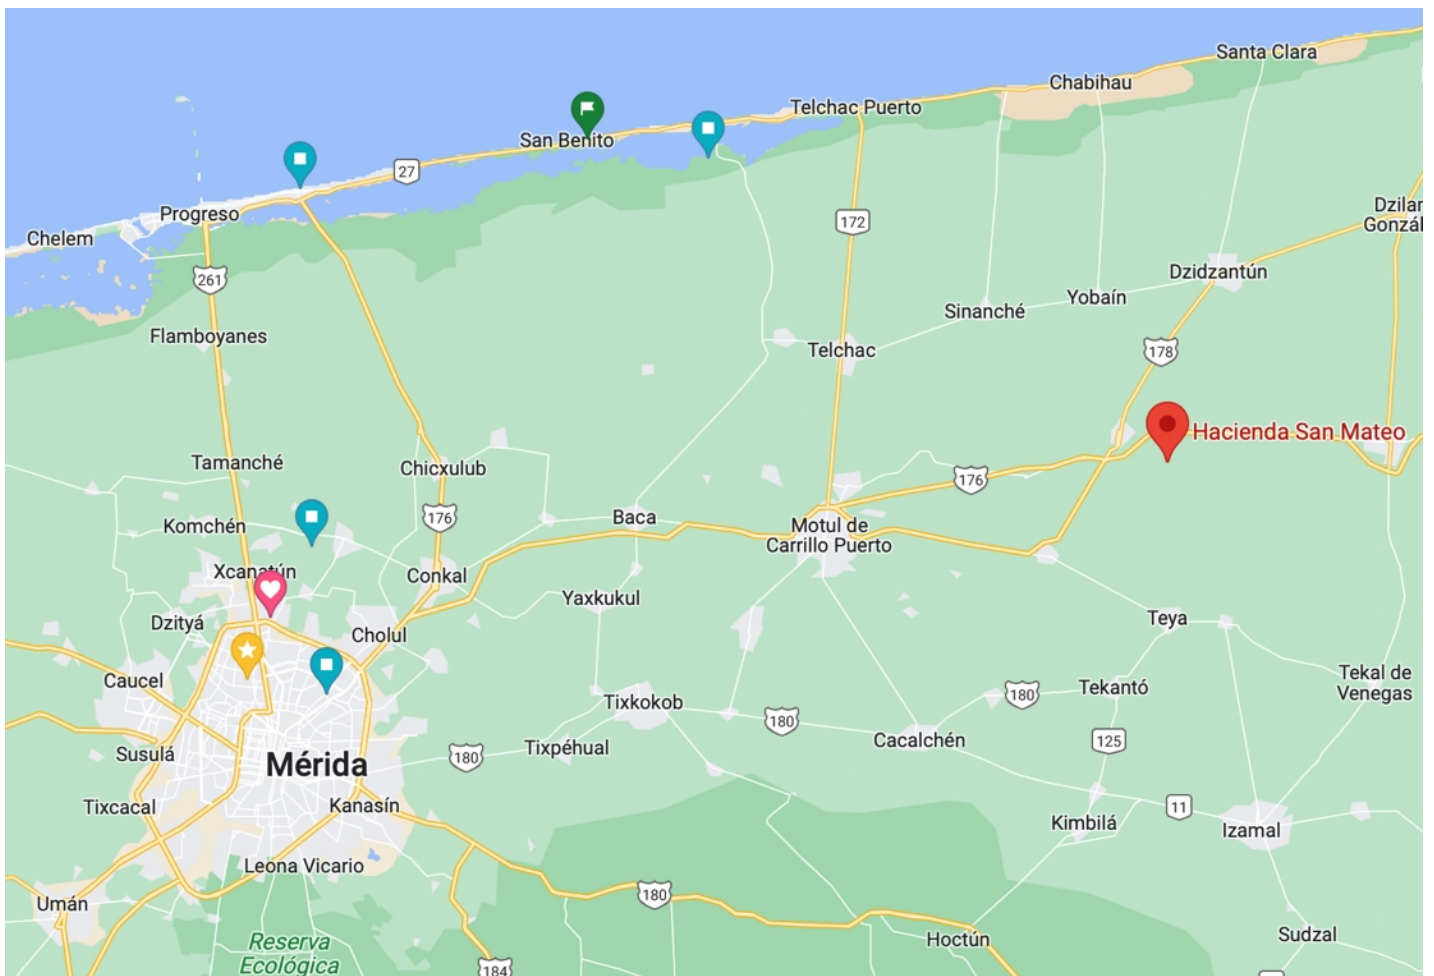 Santa Clara
Chabihau
Telchac Puerto
San Benito
27
Progreso
Chelem
Dzilar
Gonzál
172
261
Dzidzantún
Yobaín
Sinanché
Flamboyanes
Telchac
178
Hacienda San Mateo
Tamanché
Chicxulub
176
176
Komchén
Baca
Motul de
Carrillo Puerto
Xcanatún
Conkal
Yaxkukul
Dzityá
Cholul
Teya
Caucel
Tekal de
Venegas
Tekantó
180
Tixkokob
180
125
Cacalchén
Susulá
Mérida
180
Tixpéhual
Tixcacal
Kanasín
11
Kimbilá
Izamal
Leona Vicario
180
Umán
Reserva
Ecológica
Hoctún
Sudzal
184